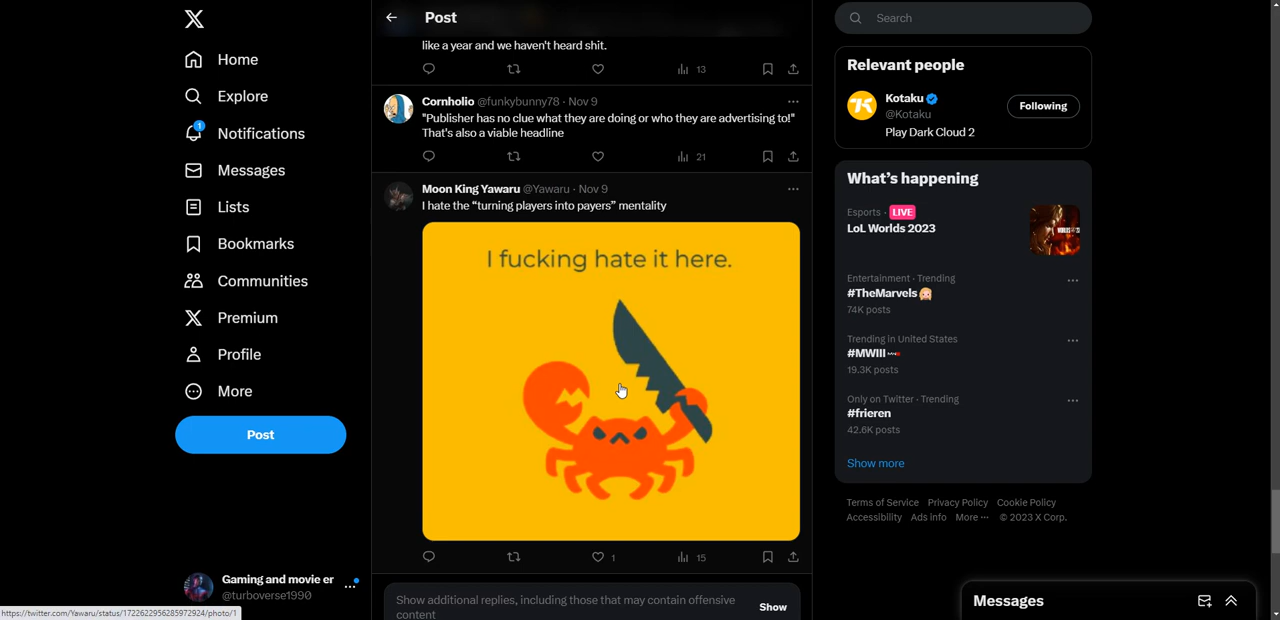 Home
Explore
1
Notifications
Messages
Lists
Bookmarks
Communities
Premium
Profile
More
Post
Gaming and movie er
@turboverse1990
https://twitter.com/Yawaru/status/1722622956285972924/photo/1
Post
like a year and we haven't heard shit.
13
Cornholio @funkybunny78 · Nov 9
"Publisher has no clue what they are doing or who they are advertising to!"
That's also a viable headline
21
Moon King Yawaru @Yawaru · Nov 9
I hate the “turning players into payers” mentality
I fucking hate it here.
1
15
Show additional replies, including those that may contain offensive
content
Show
Search
Relevant people
Kotaku
@Kotaku
Following
Play Dark Cloud 2
What’s happening
Esports · LIVE
LoL Worlds 2023
Entertainment · Trending
#TheMarvels
74K posts
Trending in United States
#MWIII
19.3K posts
Only on Twitter · Trending
#frieren
42.6K posts
Show more
Terms of Service Privacy Policy Cookie Policy
Accessibility Ads info More ··· © 2023 X Corp.
Messages